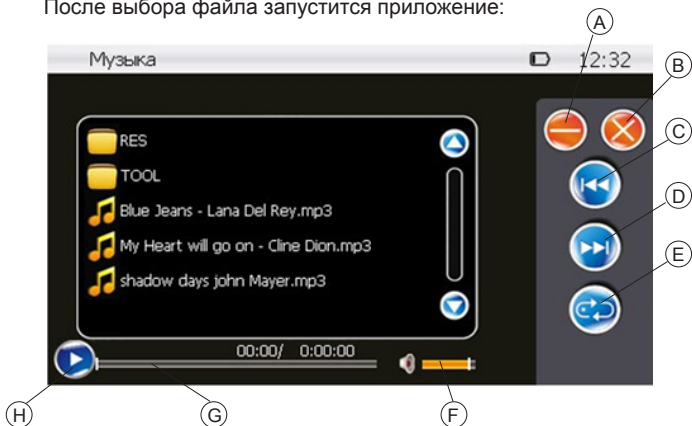 После выбора файла запустится приложение:
A
Музыка 12:32
B
RES
C
TOOL
Blue Jeans - Lana Del Rey.mp3
D
My Heart will go on - Cline Dion.mp3
shadow days john Mayer.mp3
E
00:00/ 0:00:00
H
G
F